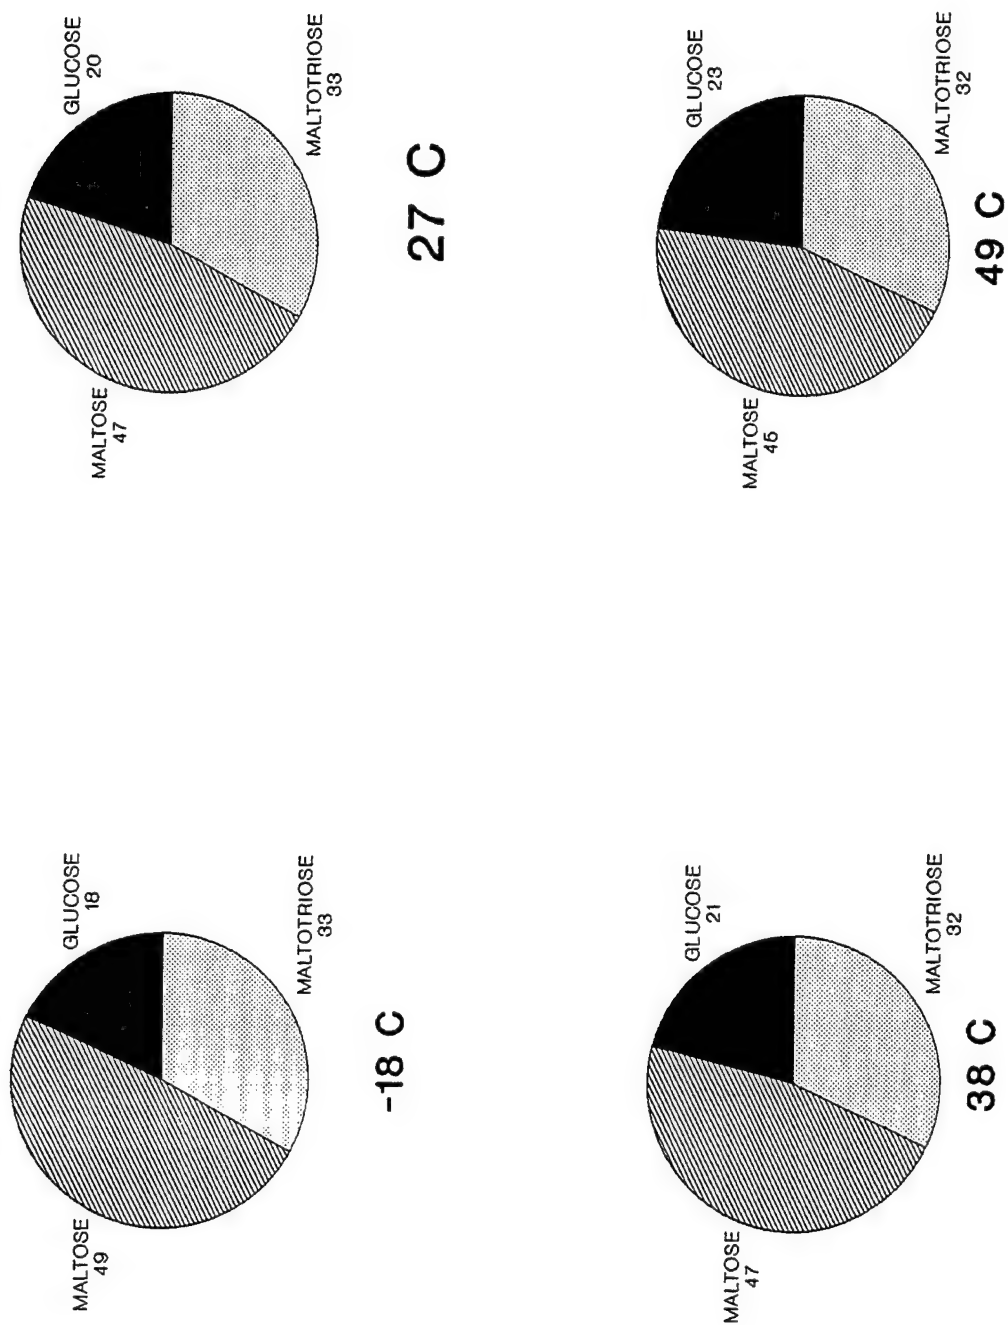 MALTOSE
49
GLUCOSE
18
MALTOTRIOSE
33
-18 C
MALTOSE
47
GLUCOSE
20
MALTOTRIOSE
33
27 C
MALTOSE
47
GLUCOSE
21
MALTOTRIOSE
32
38 C
MALTOSE
45
GLUCOSE
23
MALTOTRIOSE
32
49 C